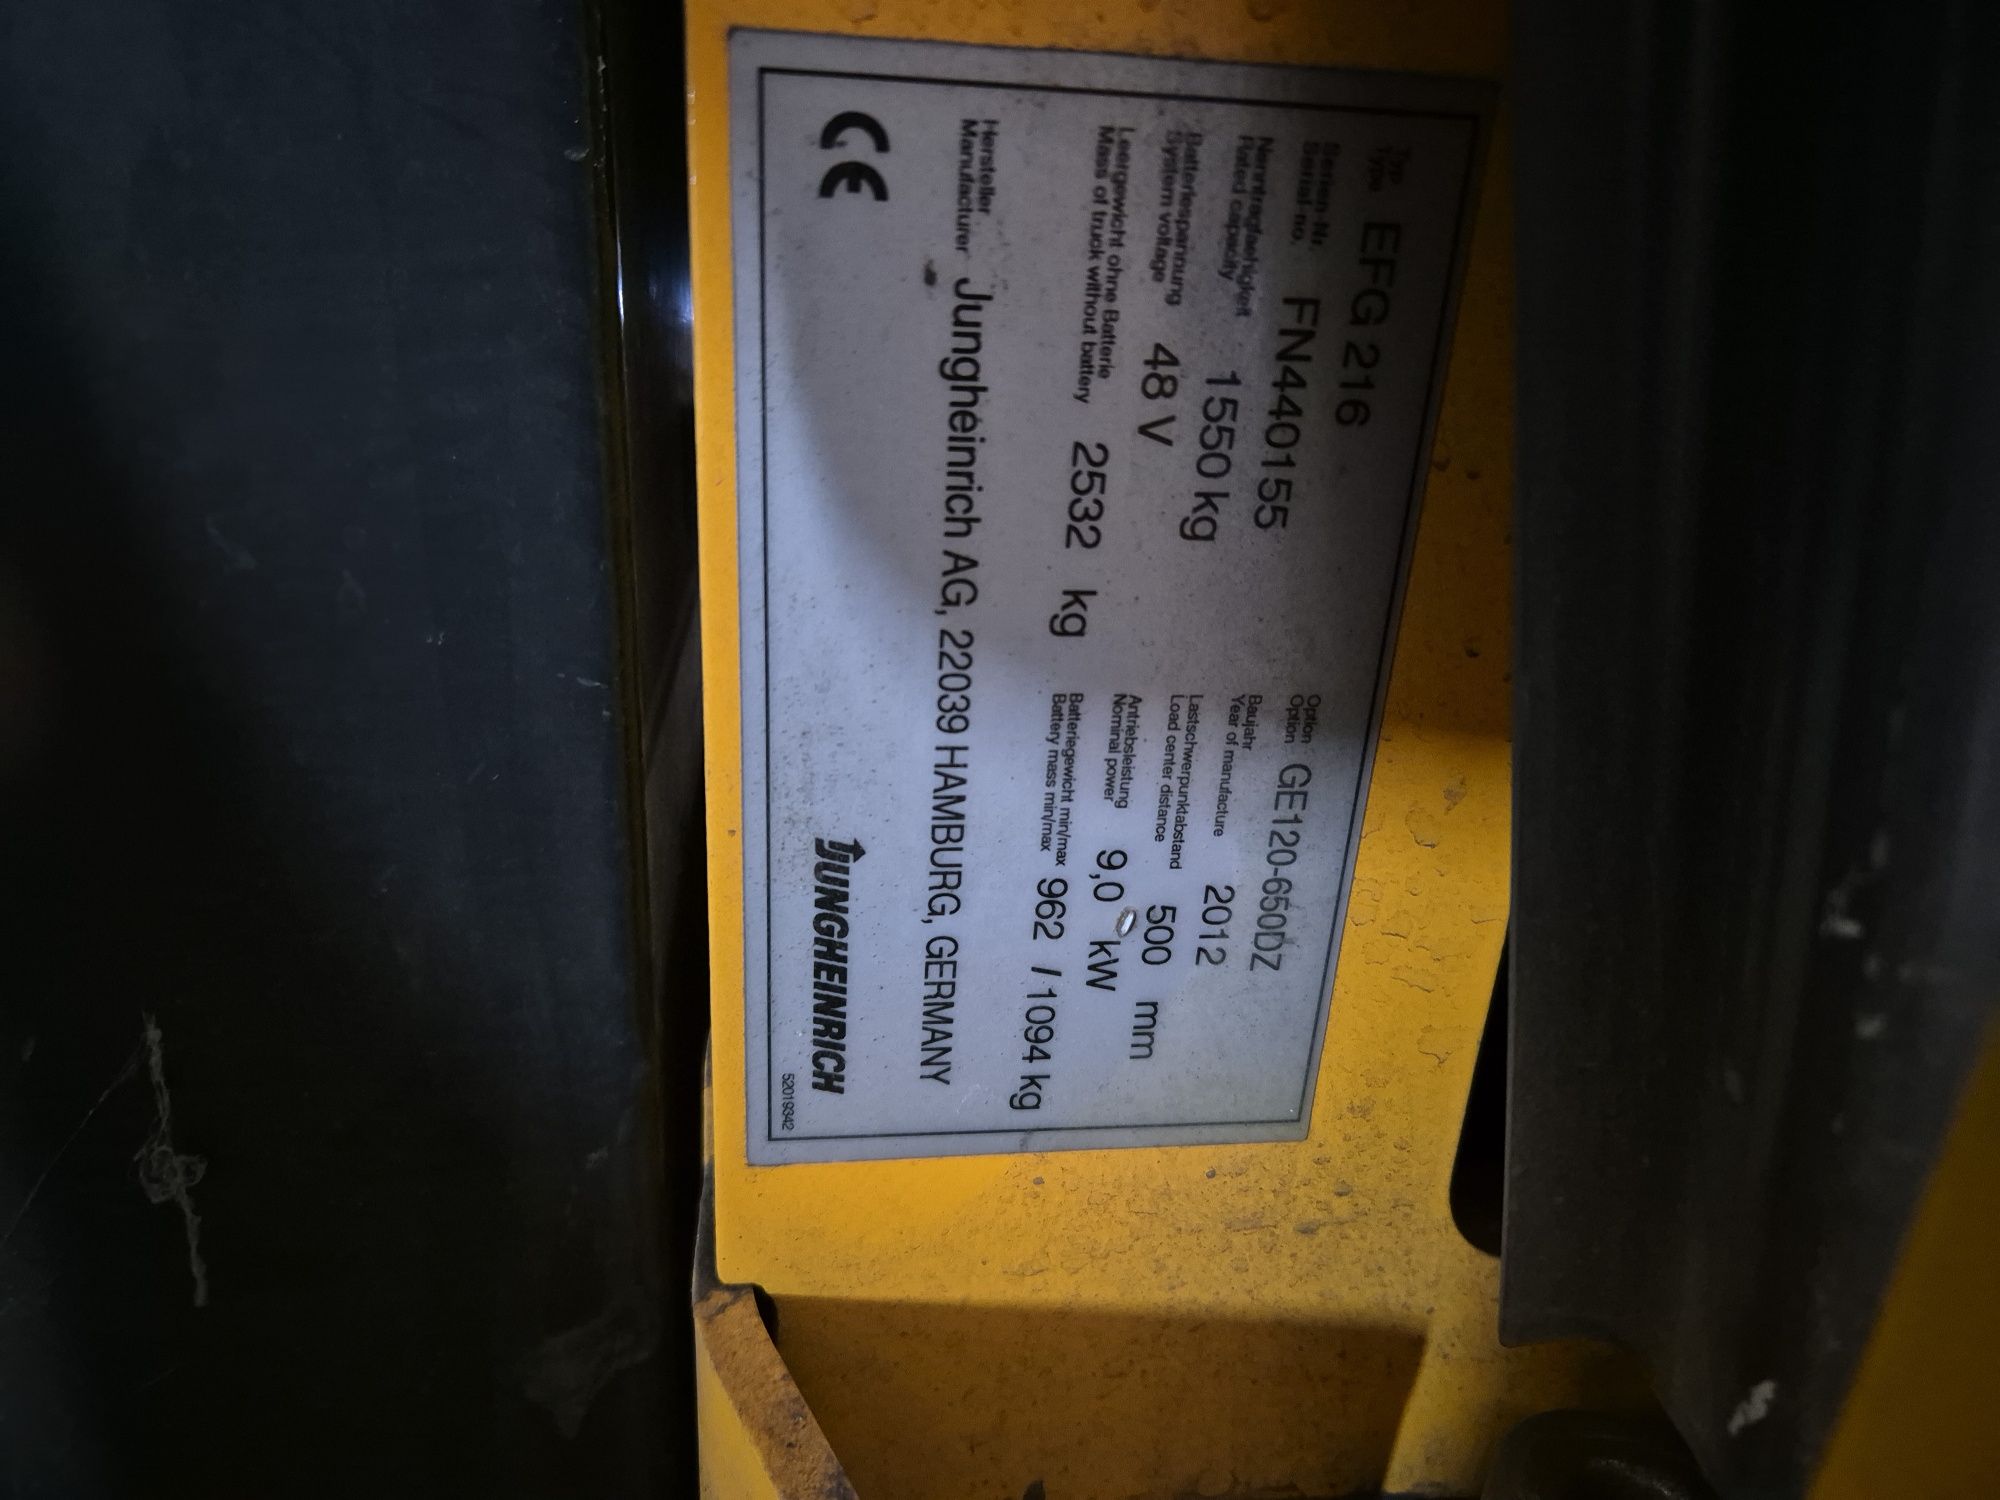 Typ
Type EFG 216
Option
Option GE120-650DZ
Serien-Nr.
Serial-no. FN440155
Baujahr
Year of manufacture 2012
Nenntragfaehigkeit
Rated capacity 1550 kg
Lastschwerpunktabstand
Load center distance 500 mm
Batteriespannung
System voltage 48 V
Antriebsleistung
Nominal power 9,0 kW
Leergewicht ohne Batterie
Mass of truck without battery 2532 kg
Batteriegewicht min/max
Battery mass min/max 962 / 1094 kg
Hersteller
Manufacturer Jungheinrich AG, 22039 HAMBURG, GERMANY
CE
JUNGHEINRICH
52019342